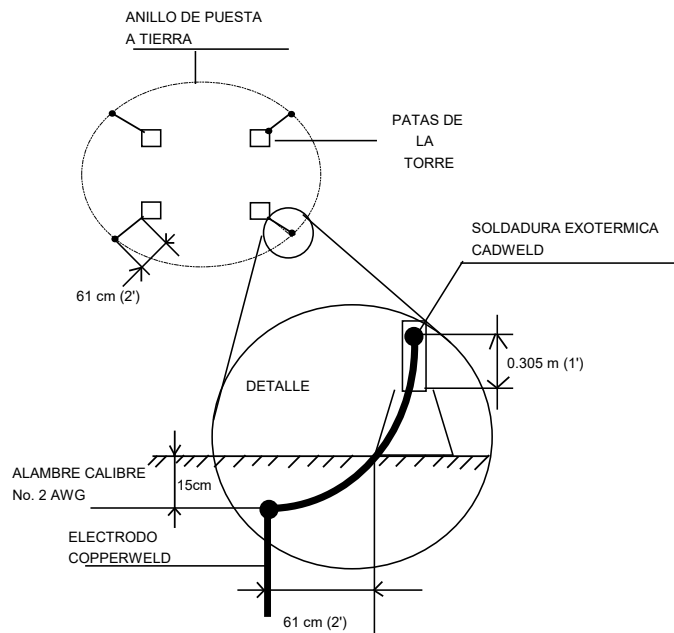 ANILLO DE PUESTA
A TIERRA
PATAS DE
LA
TORRE
SOLDADURA EXOTERMICA
CADWELD
61 cm (2')
0.305 m (1')
DETALLE
ALAMBRE CALIBRE
No. 2 AWG
15cm
ELECTRODO
COPPERWELD
61 cm (2')